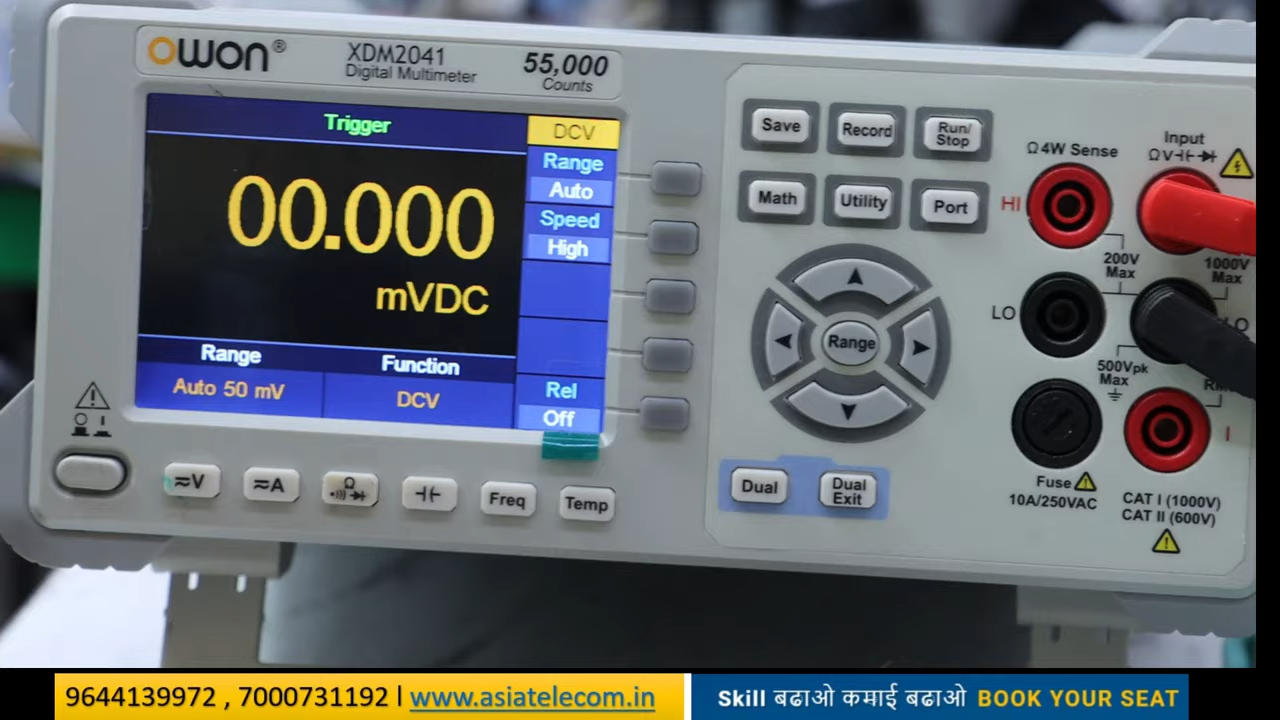 OWON®
XDM2041
Digital Multimeter
55,000
Counts
Trigger
DCV
Range
Auto
Speed
High
00.000
mVDC
Range
Function
Auto 50 mV
DCV
Rel
Off
Save
Record
Run/
Stop
Math
Utility
Port
Range
Dual
Dual
Exit
≂V
≂A
Ω
Freq
Temp
Ω 4W Sense
Input
ΩV
HI
200V
Max
1000V
Max
LO
LO
500Vpk
Max
I
Fuse
10A/250VAC
CAT I (1000V)
CAT II (600V)
9644139972 , 7000731192 l www.asiatelecom.in
Skill बढाओ कमाई बढाओ BOOK YOUR SEAT